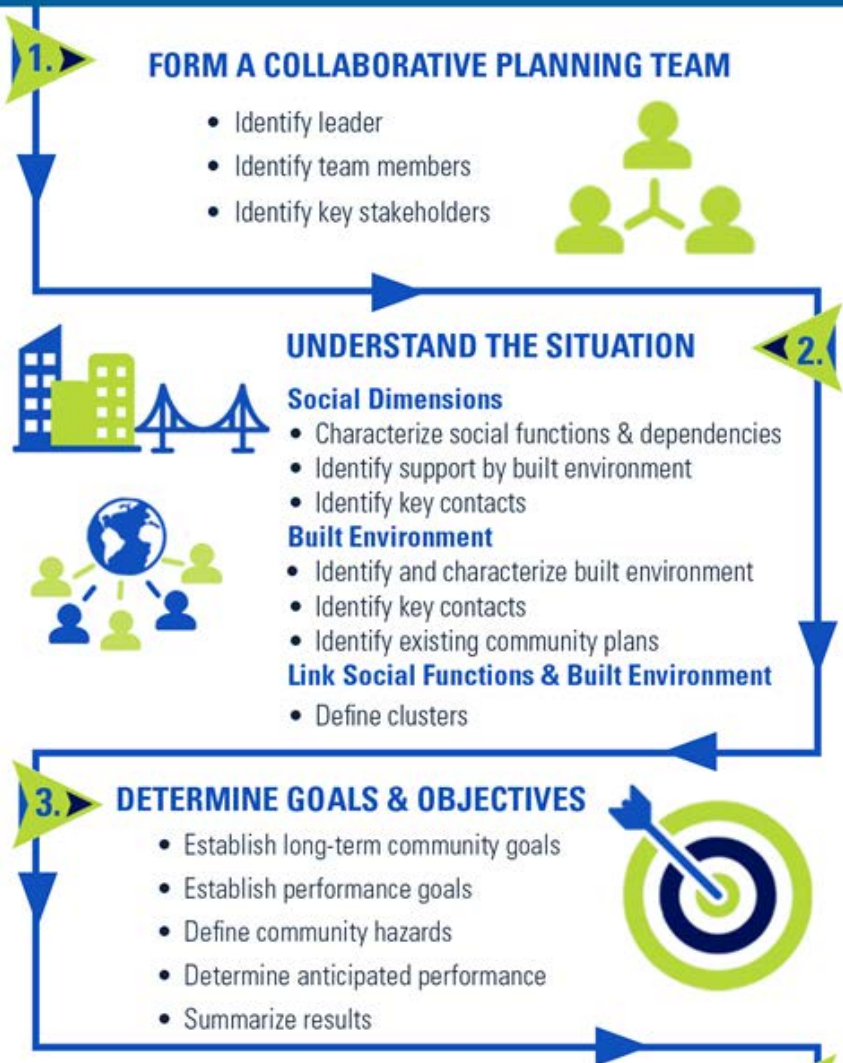 1.
FORM A COLLABORATIVE PLANNING TEAM
• Identify leader
• Identify team members
• Identify key stakeholders
2.
UNDERSTAND THE SITUATION
Social Dimensions
• Characterize social functions & dependencies
• Identify support by built environment
• Identify key contacts
Built Environment
• Identify and characterize built environment
• Identify key contacts
• Identify existing community plans
Link Social Functions & Built Environment
• Define clusters
3.
DETERMINE GOALS & OBJECTIVES
• Establish long-term community goals
• Establish performance goals
• Define community hazards
• Determine anticipated performance
• Summarize results